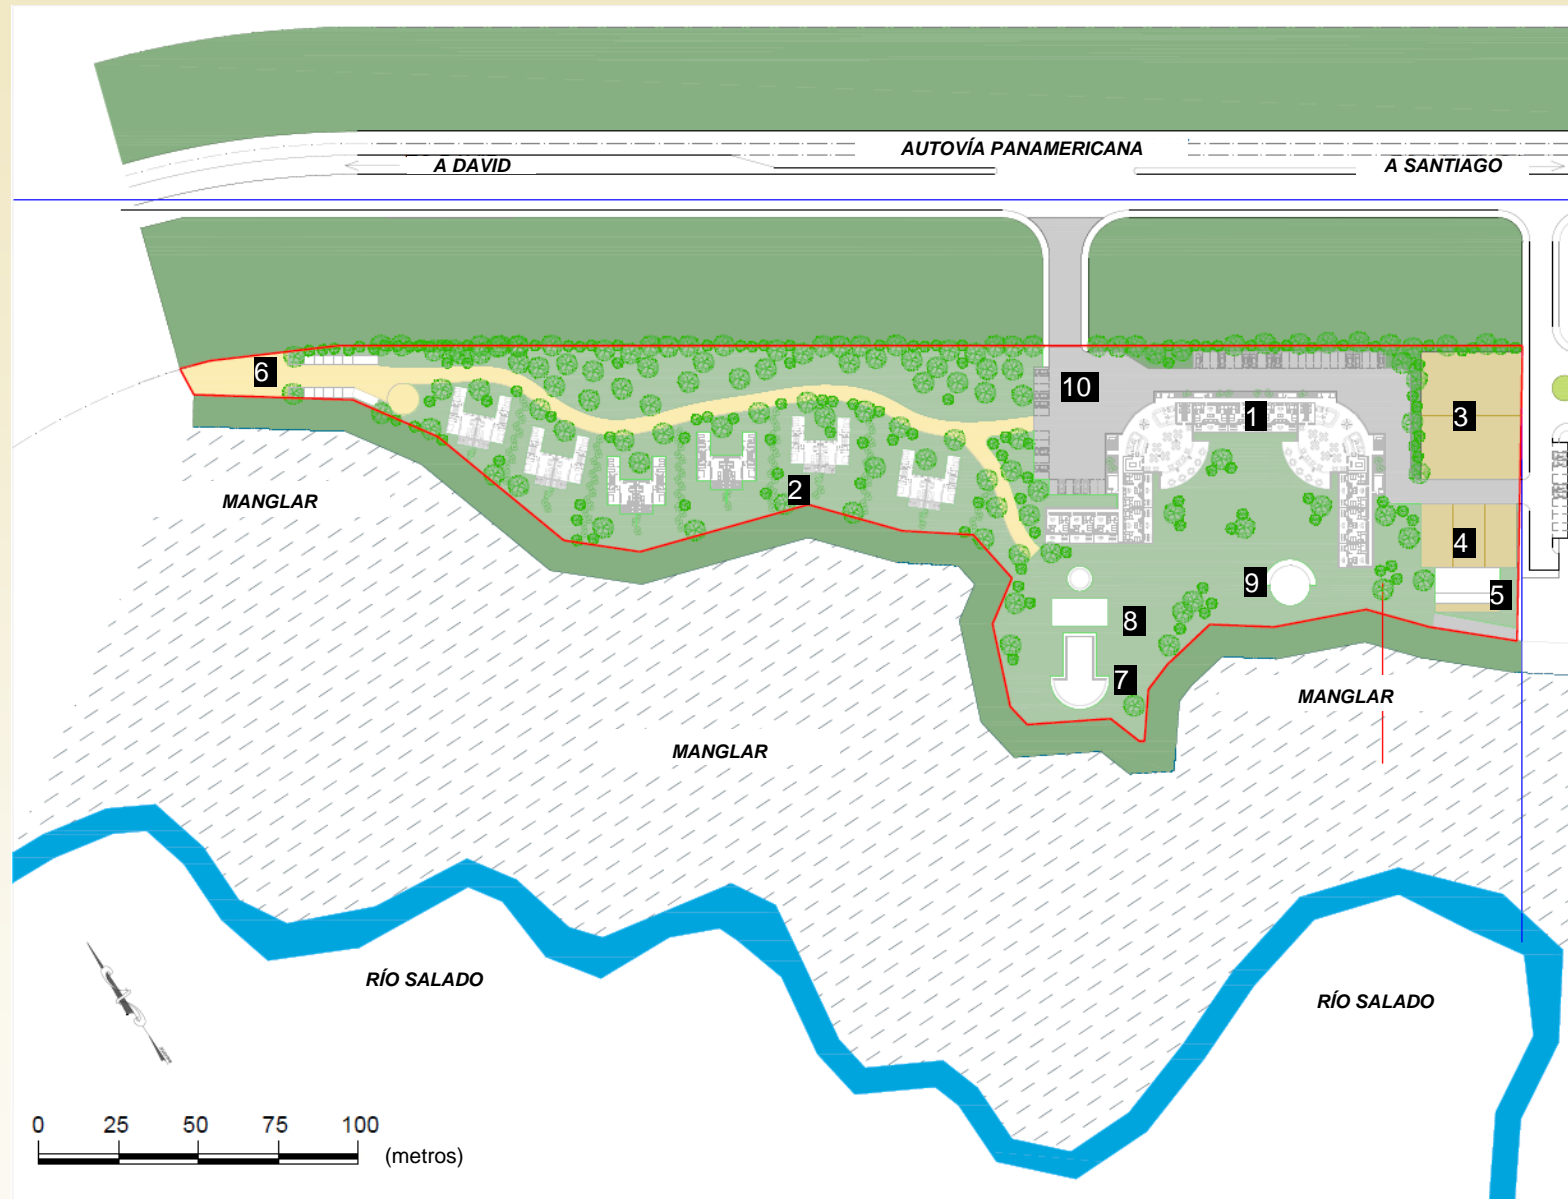 AUTOVÍA PANAMERICANA
A DAVID
A SANTIAGO
6
10
1
3
2
4
5
9
8
7
MANGLAR
MANGLAR
MANGLAR
RÍO SALADO
RÍO SALADO
0 25 50 75 100
(metros)